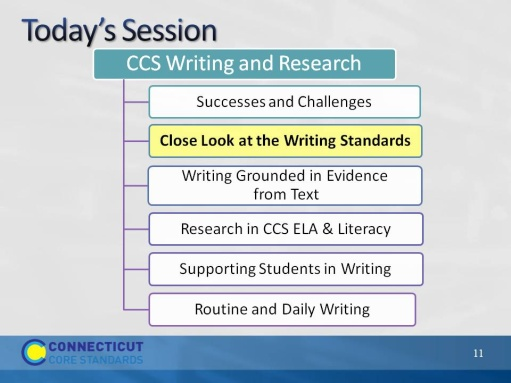 Today's Session
CCS Writing and Research
Successes and Challenges
Close Look at the Writing Standards
Writing Grounded in Evidence
from Text
Research in CCS ELA & Literacy
Supporting Students in Writing
Routine and Daily Writing
CONNECTICUT
CORE STANDARDS
11